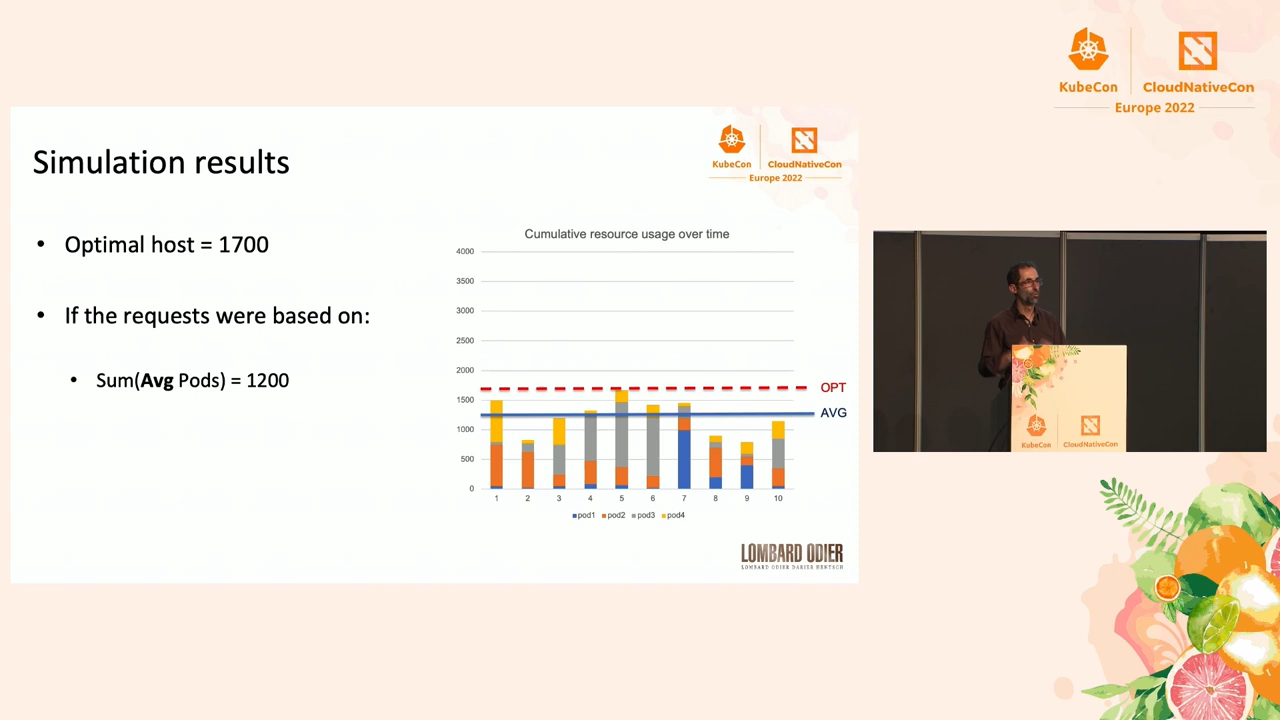 KubeCon
CloudNativeCon
Europe 2022
Simulation results
KubeCon
CloudNativeCon
Europe 2022
• Optimal host = 1700
• If the requests were based on:
• Sum(Avg Pods) = 1200
Cumulative resource usage over time
4000
3500
3000
2500
2000
1500
1000
500
0
OPT
AVG
1 2 3 4 5 6 7 8 9 10
pod1 pod2 pod3 pod4
LOMBARD ODIER
LOMBARD ODIER DARIER HENTSCH
KubeCon
CloudNativeCon